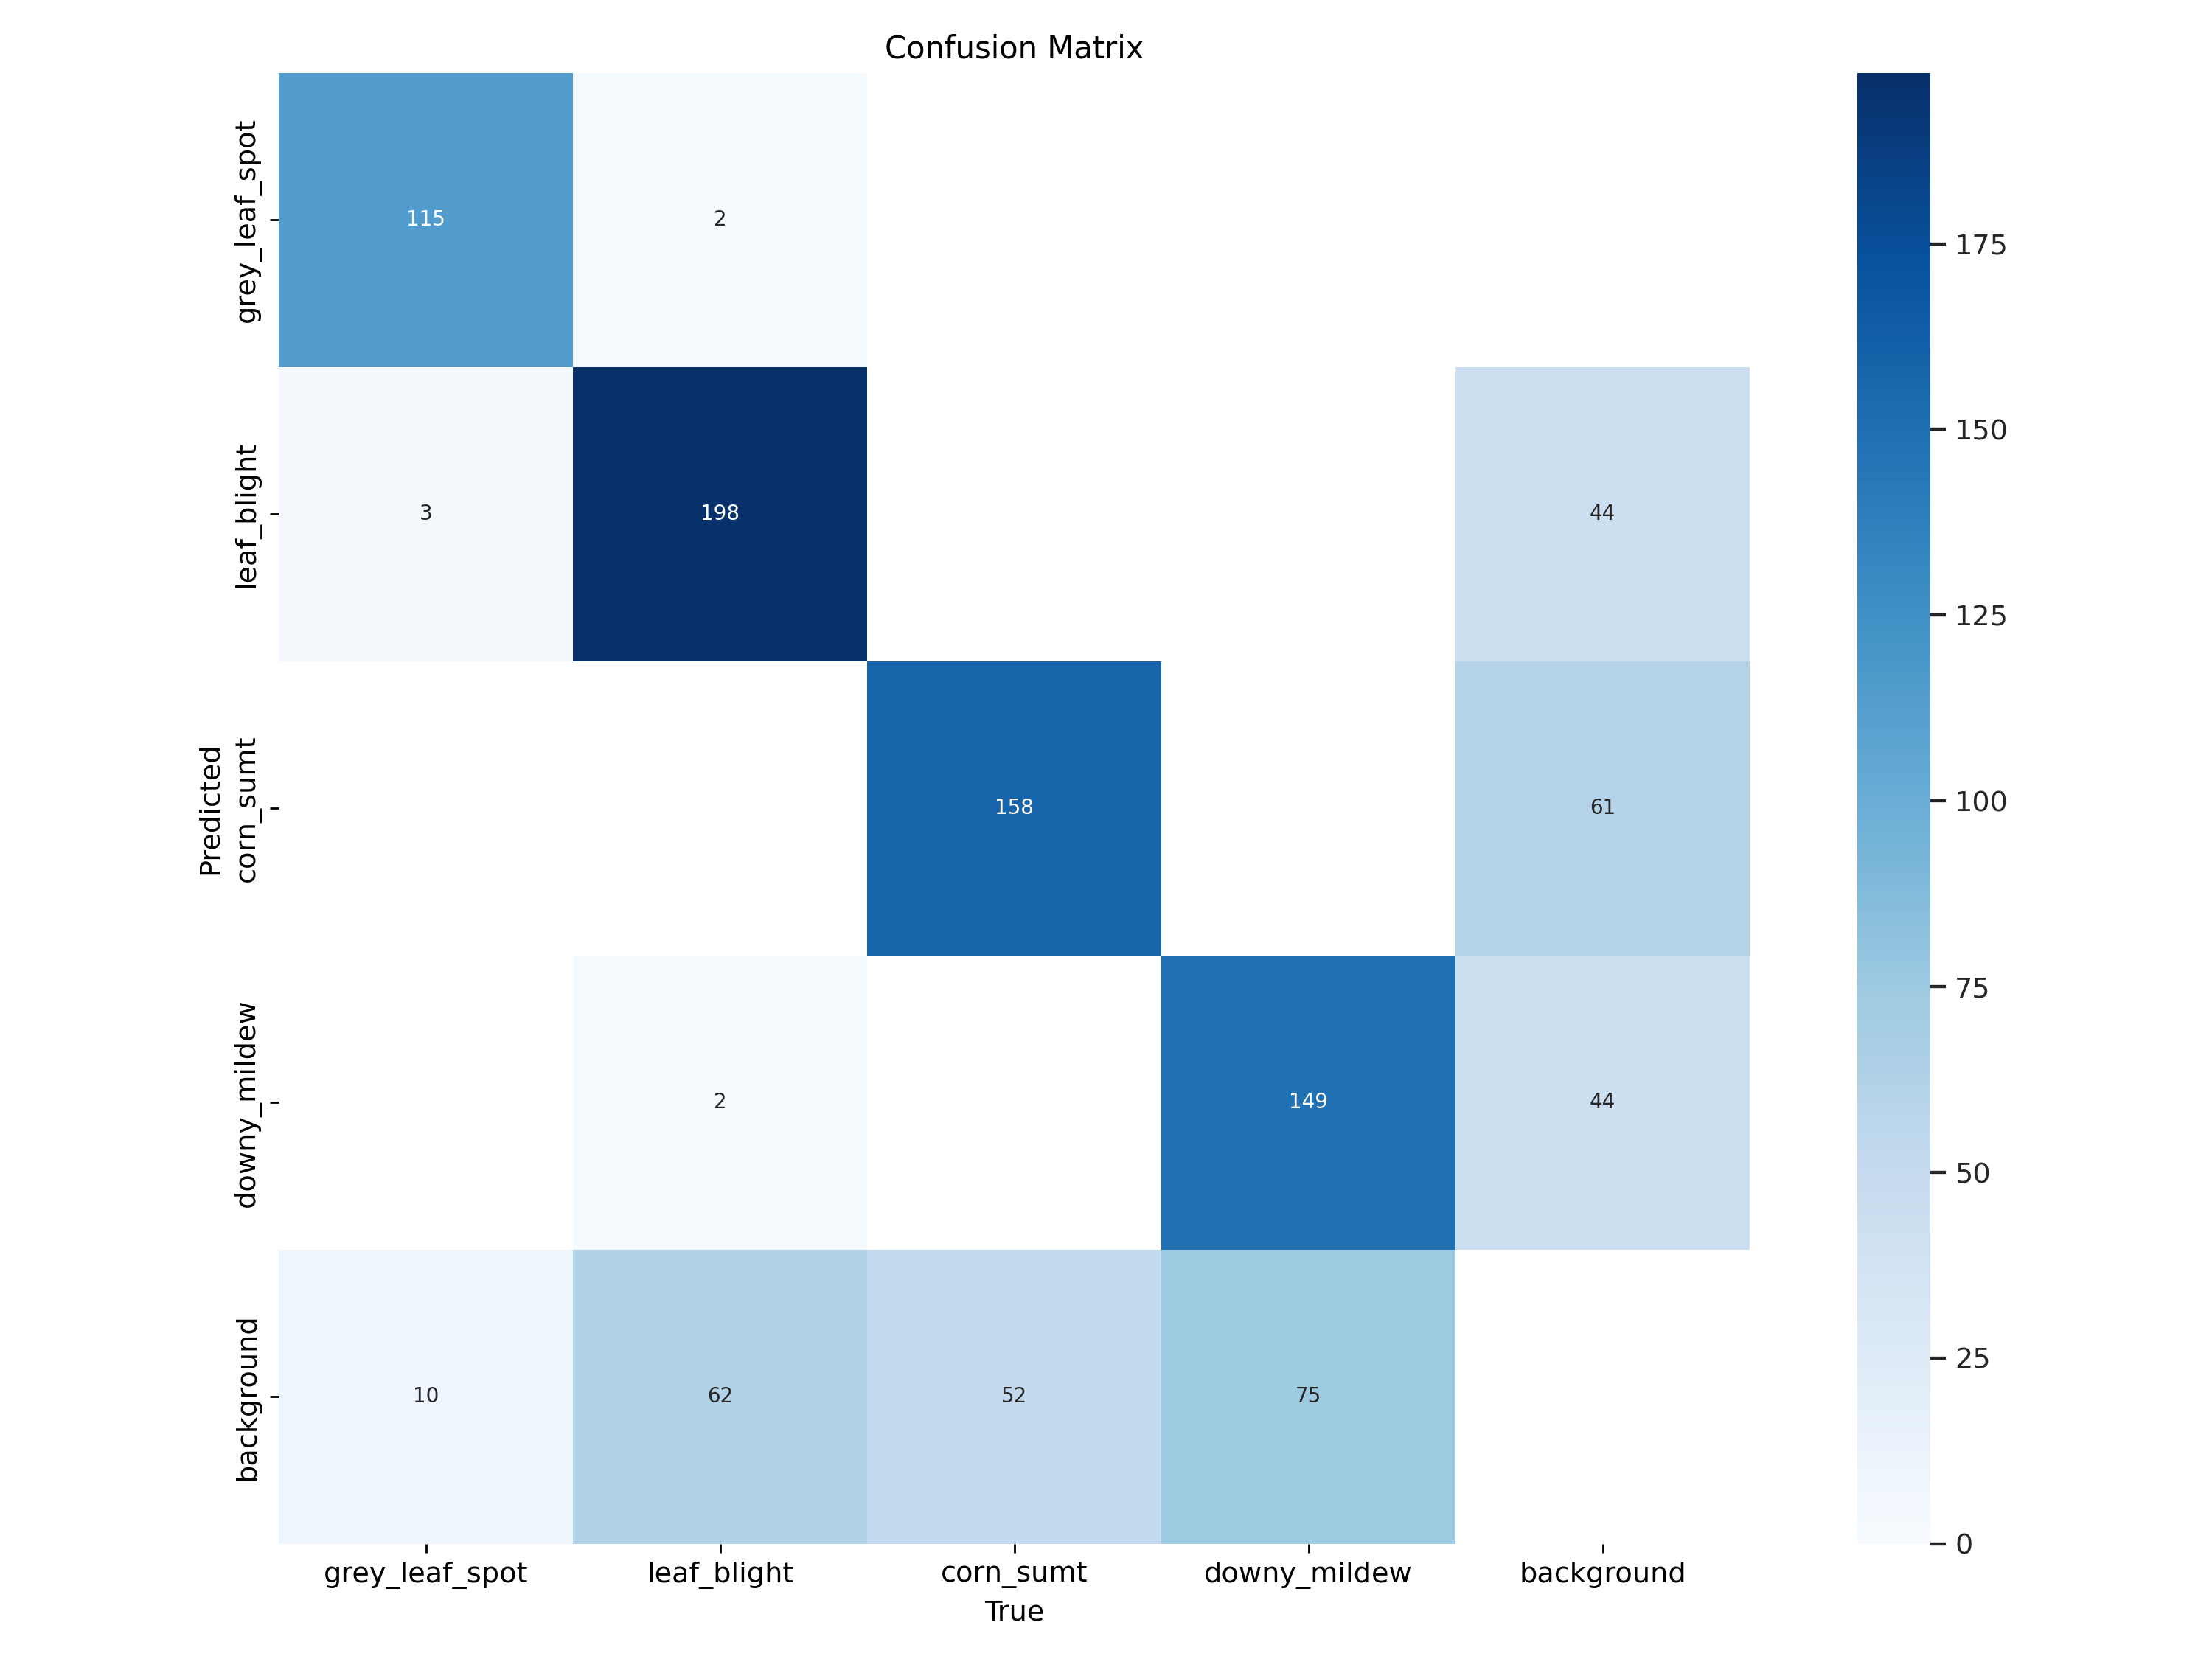 Confusion Matrix
grey_leaf_spot
115
2
leaf_blight
3
198
44
Predicted
corn_sumt
158
61
downy_mildew
2
149
44
background
10
62
52
75
grey_leaf_spot
leaf_blight
corn_sumt
downy_mildew
background
True
175
150
125
100
75
50
25
0